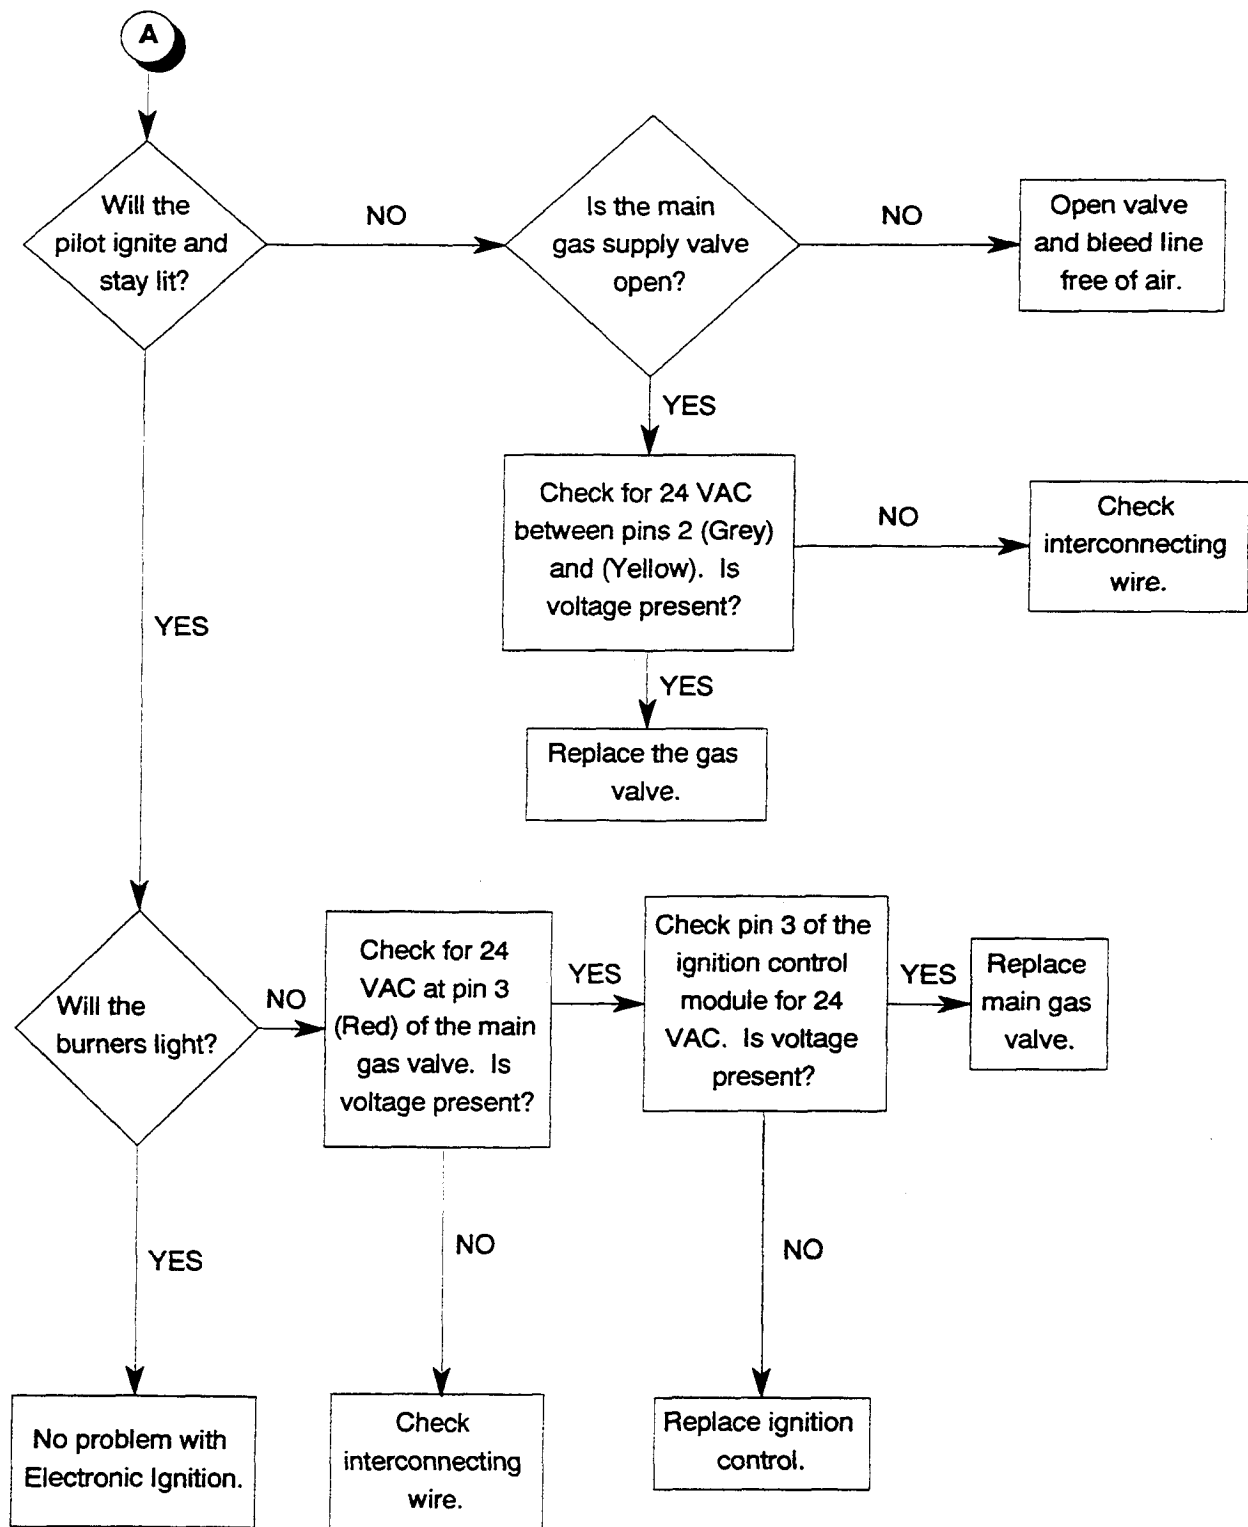 A
Will the
pilot ignite and
stay lit?
NO
Is the main
gas supply valve
open?
NO
Open valve
and bleed line
free of air.
YES
Check for 24 VAC
between pins 2 (Grey)
and (Yellow). Is
voltage present?
NO
Check
interconnecting
wire.
YES
YES
Replace the gas
valve.
Will the
burners light?
NO
Check for 24
VAC at pin 3
(Red) of the main
gas valve. Is
voltage present?
YES
Check pin 3 of the
ignition control
module for 24
VAC. Is voltage
present?
YES
Replace
main gas
valve.
YES
NO
NO
No problem with
Electronic Ignition.
Check
interconnecting
wire.
Replace ignition
control.